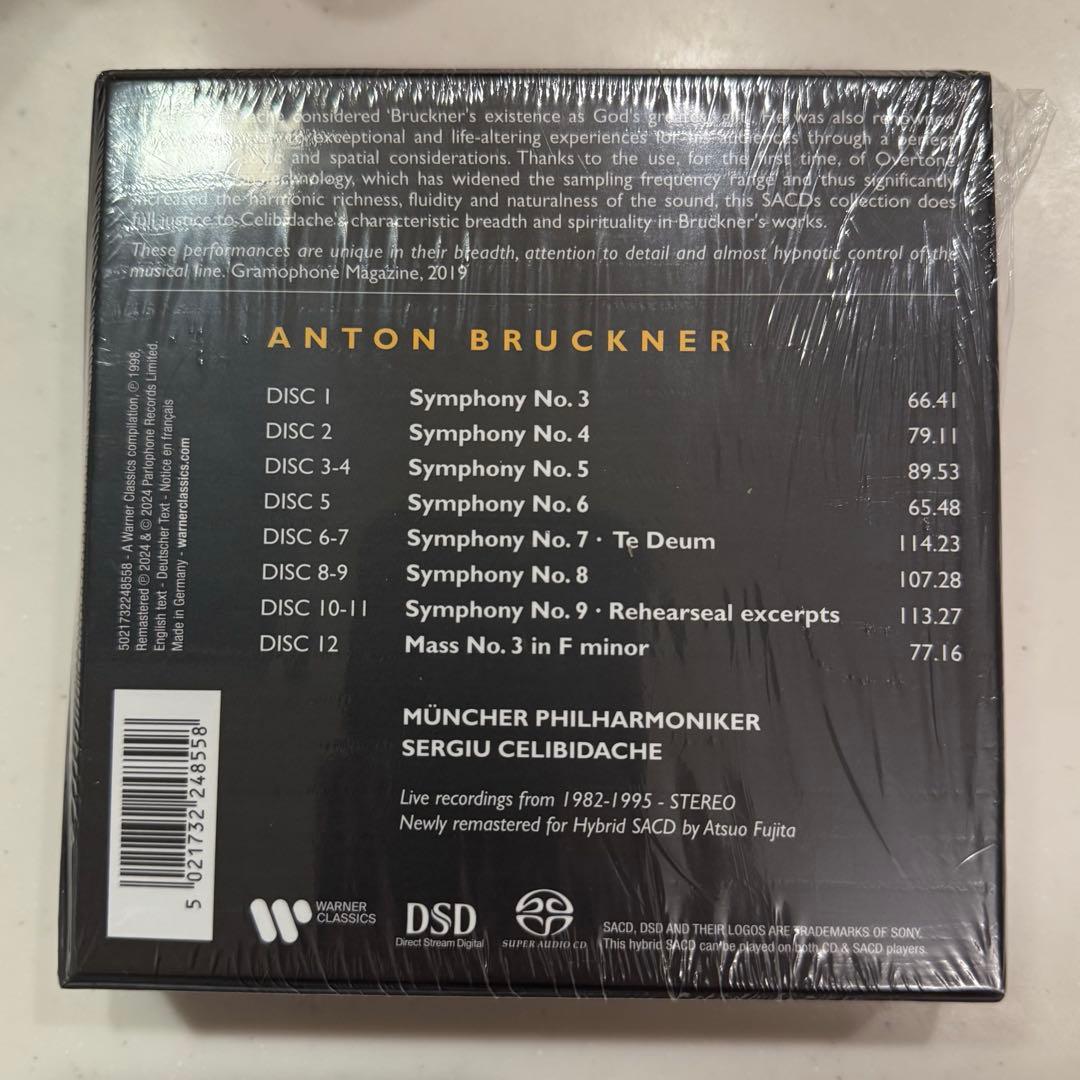 considered 'Bruckner's existence as God's greatest gift'. He was also renowned
to exceptional and life-altering experiences for his audiences through a perfect
and spatial considerations. Thanks to the use, for the first time, of Overtone
technology, which has widened the sampling frequency range and thus significantly
increased the harmonic richness, fluidity and naturalness of the sound, this SACDs collection does
full justice to Celibidache's characteristic breadth and spirituality in Bruckner's works.
These performances are unique in their breadth, attention to detail and almost hypnotic control of the
musical line. Gramophone Magazine, 2019
ANTON BRUCKNER
DISC 1 Symphony No. 3 66.41
DISC 2 Symphony No. 4 79.11
DISC 3-4 Symphony No. 5 89.53
DISC 5 Symphony No. 6 65.48
DISC 6-7 Symphony No. 7 · Te Deum 114.23
DISC 8-9 Symphony No. 8 107.28
DISC 10-11 Symphony No. 9 · Rehearseal excerpts 113.27
DISC 12 Mass No. 3 in F minor 77.16
MÜNCHER PHILHARMONIKER
SERGIU CELIBIDACHE
Live recordings from 1982-1995 - STEREO
Newly remastered for Hybrid SACD by Atsuo Fujita
5021732248558 - A Warner Classics compilation, ℗ 1998,
Remastered ℗ 2024 & © 2024 Parlophone Records Limited.
English text - Deutscher Text - Notice en français
Made in Germany - warnerclassics.com
5 021732 248558
WARNER
CLASSICS
DSD
Direct Stream Digital
SUPER AUDIO CD
SACD, DSD AND THEIR LOGOS ARE TRADEMARKS OF SONY.
This hybrid SACD can be played on both CD & SACD players.